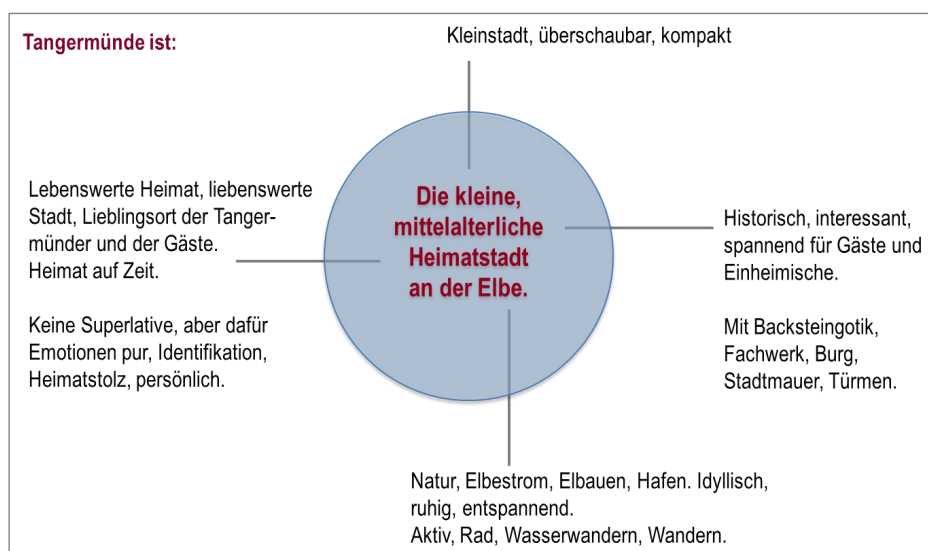 Tangermünde ist:
Kleinstadt, überschaubar, kompakt
Lebenswerte Heimat, liebenswerte
Stadt, Lieblingsort der Tanger-
münder und der Gäste.
Heimat auf Zeit.
Keine Superlative, aber dafür
Emotionen pur, Identifikation,
Heimatstolz, persönlich.
Die kleine,
mittelalterliche
Heimatstadt
an der Elbe.
Historisch, interessant,
spannend für Gäste und
Einheimische.
Mit Backsteingotik,
Fachwerk, Burg,
Stadtmauer, Türmen.
Natur, Elbestrom, Elbauen, Hafen. Idyllisch,
ruhig, entspannend.
Aktiv, Rad, Wasserwandern, Wandern.